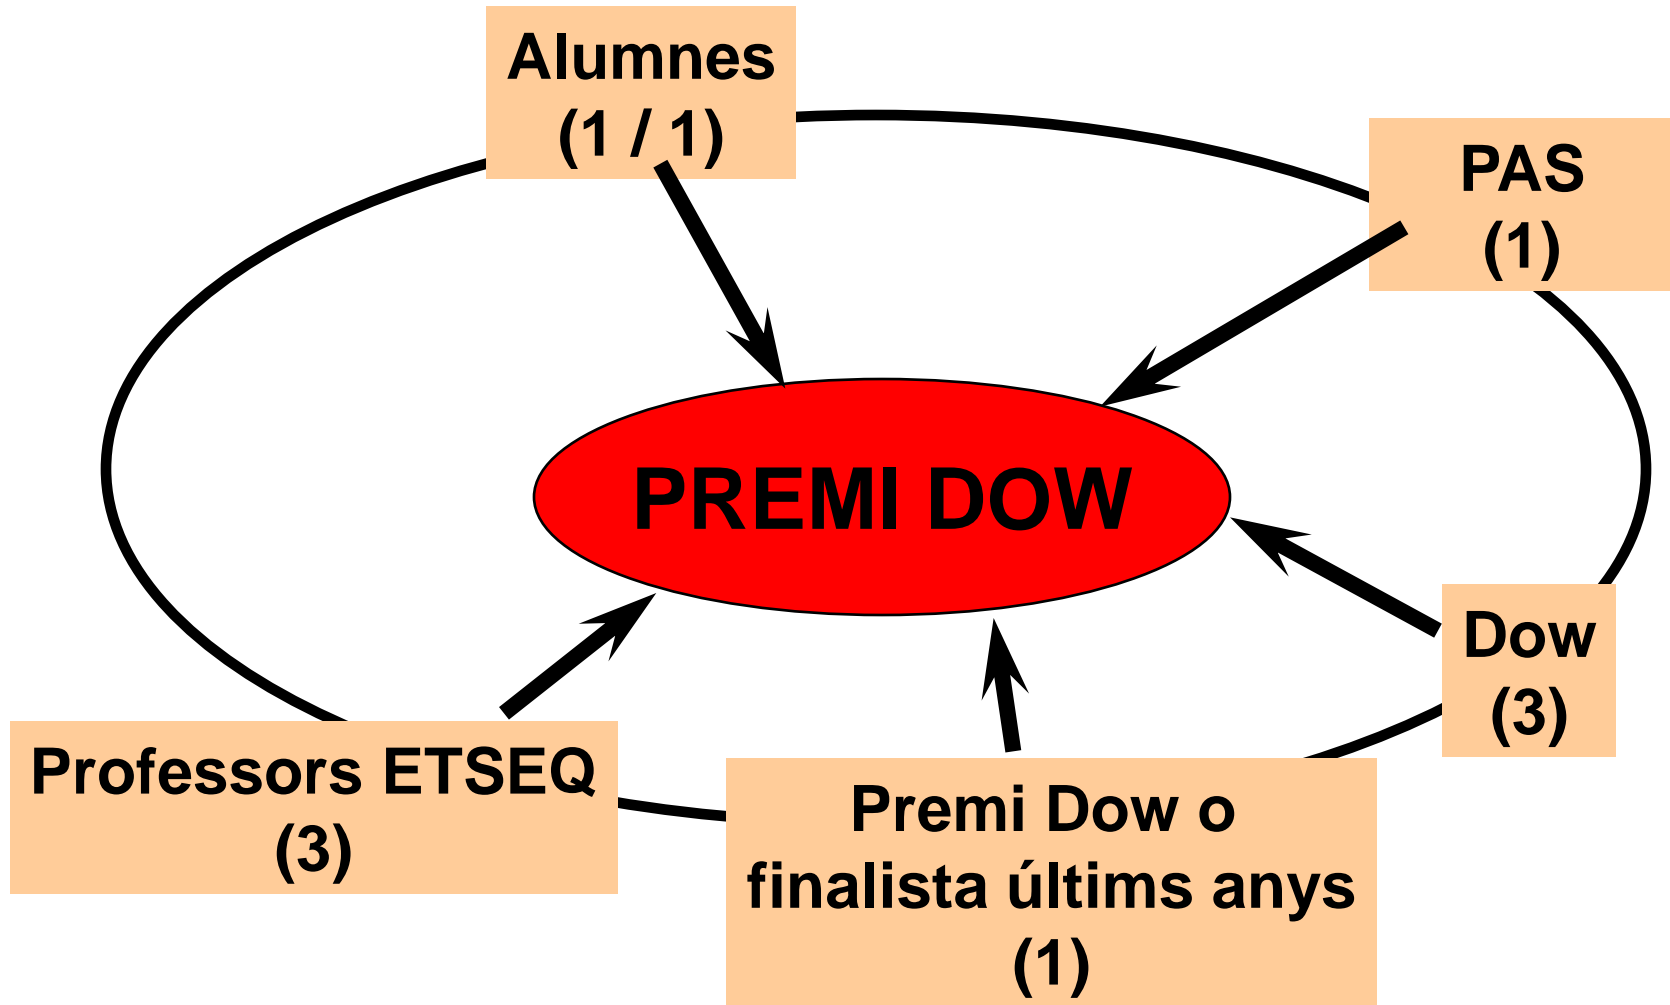 Alumnes
(1 / 1)
PAS
(1)
PREMI DOW
Dow
(3)
Professors ETSEQ
(3)
Premi Dow o
finalista últims anys
(1)